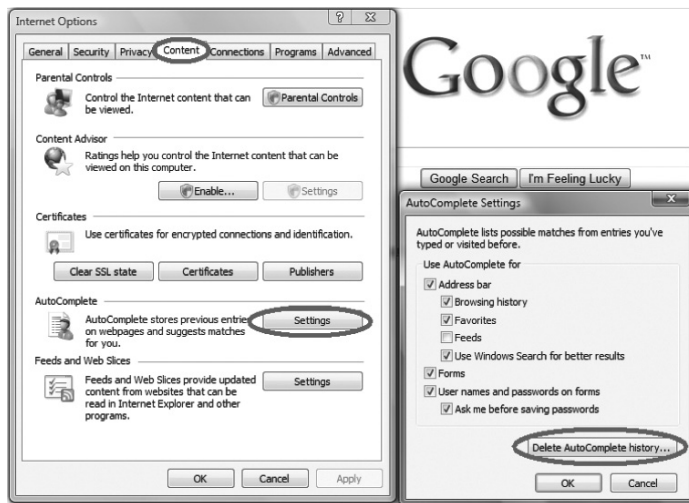 Internet Options
General Security Privacy Content Connections Programs Advanced
Parental Controls
Control the Internet content that can
be viewed.
Parental Controls
Content Advisor
Ratings help you control the Internet content that can be
viewed on this computer.
Enable... Settings
Certificates
Use certificates for encrypted connections and identification.
Clear SSL state Certificates Publishers
AutoComplete
AutoComplete stores previous entries
on webpages and suggests matches
for you.
Settings
Feeds and Web Slices
Feeds and Web Slices provide updated
content from websites that can be
read in Internet Explorer and other
programs.
Settings
OK Cancel Apply
Google™
Google Search I'm Feeling Lucky
AutoComplete Settings
AutoComplete lists possible matches from entries you've
typed or visited before.
Use AutoComplete for
Address bar
Browsing history
Favorites
Feeds
Use Windows Search for better results
Forms
User names and passwords on forms
Ask me before saving passwords
Delete AutoComplete history...
OK Cancel